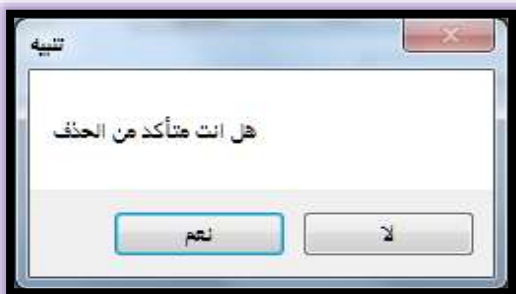 تنبيه
هل انت متأكد من الحذف
نعم
لا